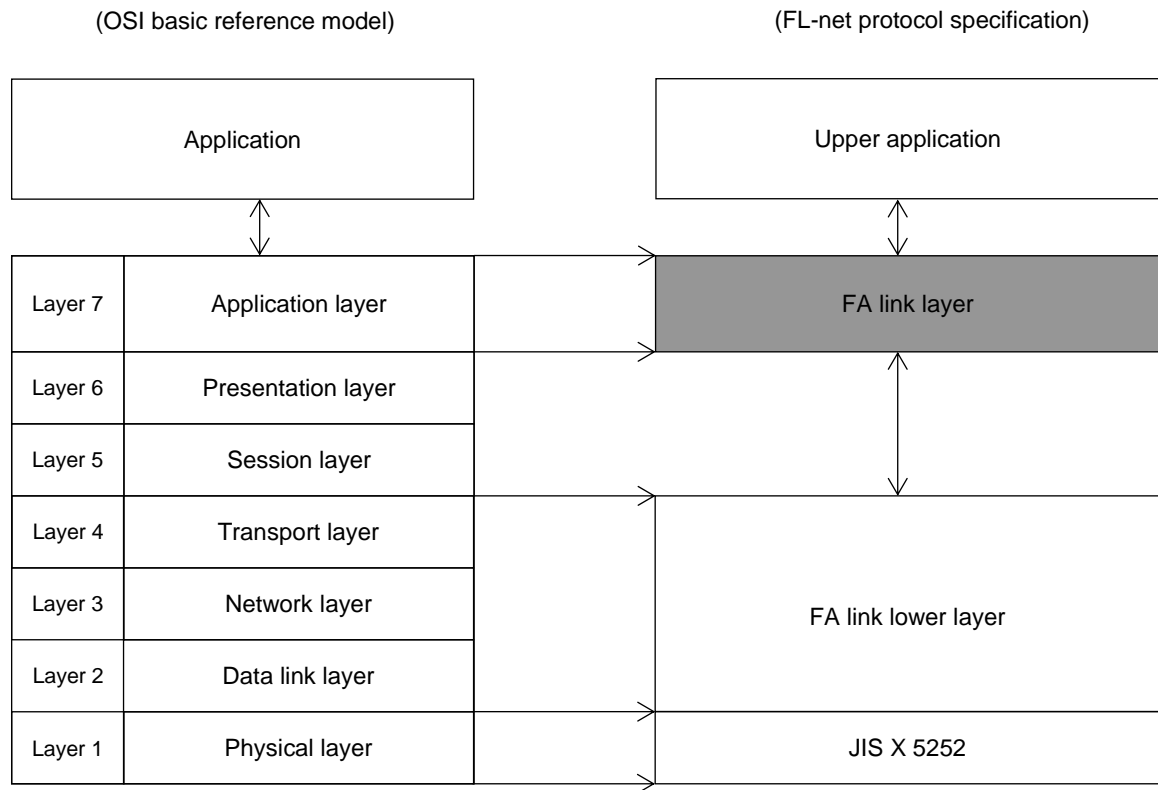 (OSI basic reference model)
(FL-net protocol specification)
Application
Upper application
Layer 7
Application layer
FA link layer
Layer 6
Presentation layer
Layer 5
Session layer
Layer 4
Transport layer
Layer 3
Network layer
FA link lower layer
Layer 2
Data link layer
Layer 1
Physical layer
JIS X 5252